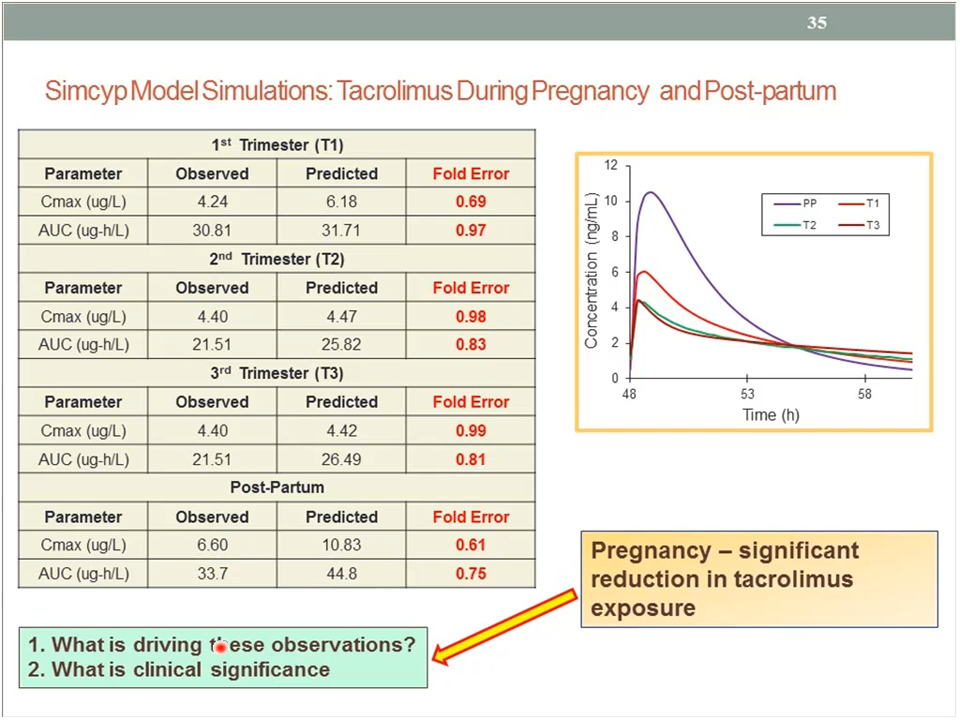 35
Simcyp Model Simulations: Tacrolimus During Pregnancy and Post-partum
1st Trimester (T1)
Parameter Observed Predicted Fold Error
Cmax (ug/L) 4.24 6.18 0.69
AUC (ug-h/L) 30.81 31.71 0.97
2nd Trimester (T2)
Parameter Observed Predicted Fold Error
Cmax (ug/L) 4.40 4.47 0.98
AUC (ug-h/L) 21.51 25.82 0.83
3rd Trimester (T3)
Parameter Observed Predicted Fold Error
Cmax (ug/L) 4.40 4.42 0.99
AUC (ug-h/L) 21.51 26.49 0.81
Post-Partum
Parameter Observed Predicted Fold Error
Cmax (ug/L) 6.60 10.83 0.61
AUC (ug-h/L) 33.7 44.8 0.75
Concentration (ng/mL)
12
10
8
6
4
2
0
48 53 58
Time (h)
PP T1
T2 T3
Pregnancy – significant
reduction in tacrolimus
exposure
1. What is driving these observations?
2. What is clinical significance